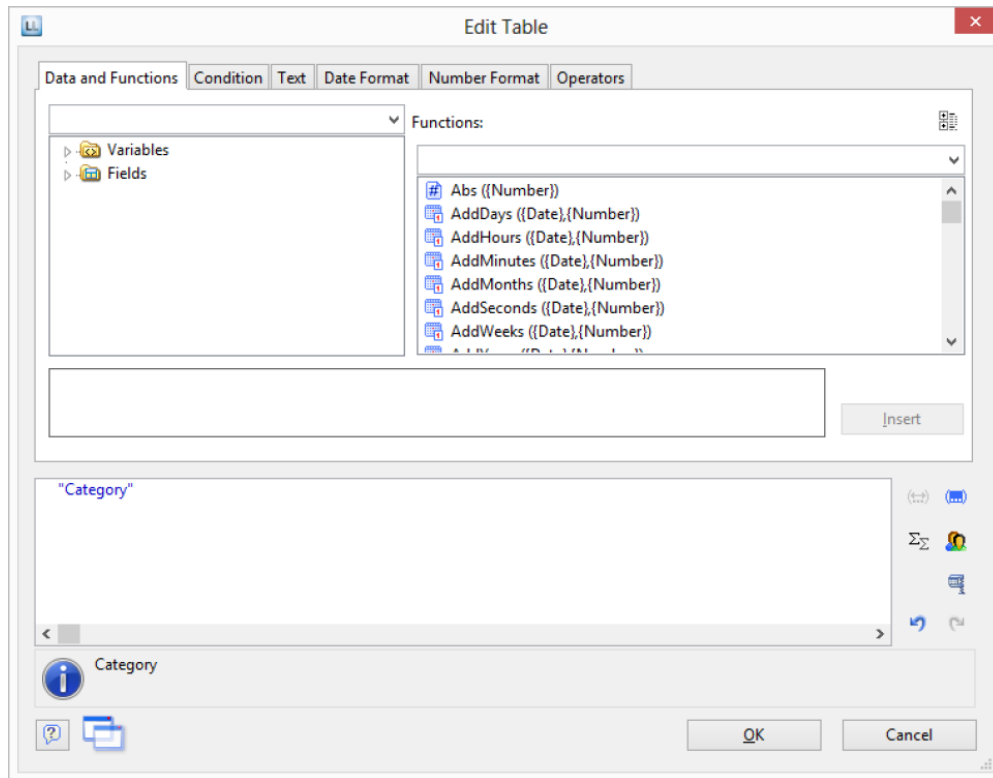 LL
Edit Table
Data and Functions Condition Text Date Format Number Format Operators
Functions:
Variables
Fields
Abs ({Number})
AddDays ({Date},{Number})
AddHours ({Date},{Number})
AddMinutes ({Date},{Number})
AddMonths ({Date},{Number})
AddSeconds ({Date},{Number})
AddWeeks ({Date},{Number})
Insert
"Category"
Category
OK Cancel